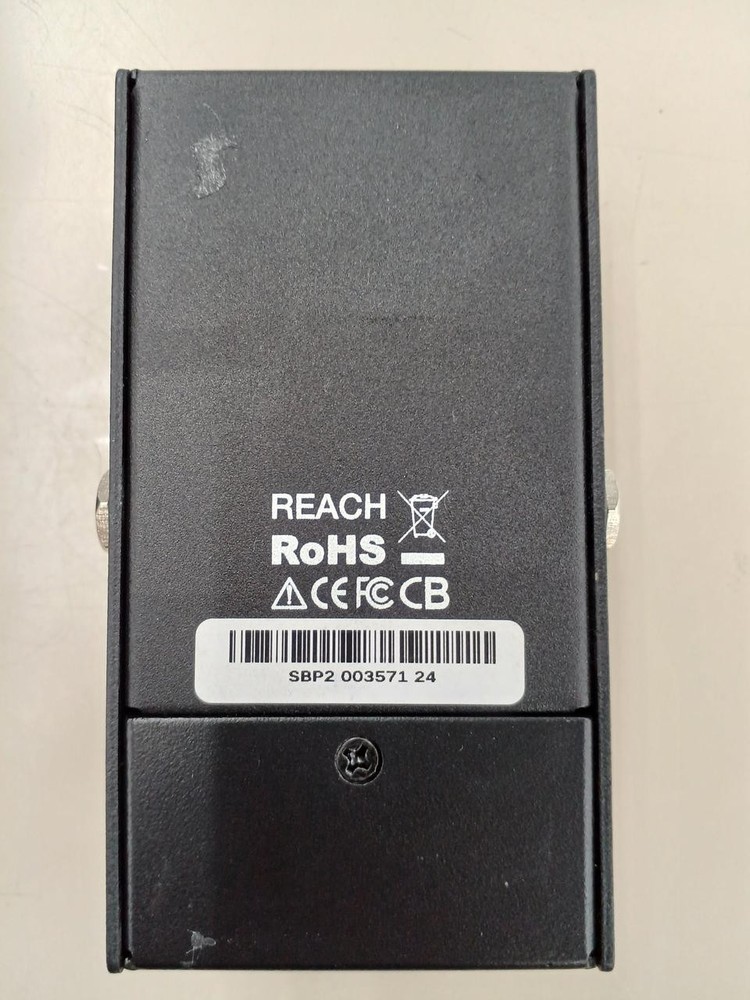 REACH
RoHS
CE FC CB
SBP2 003571 24